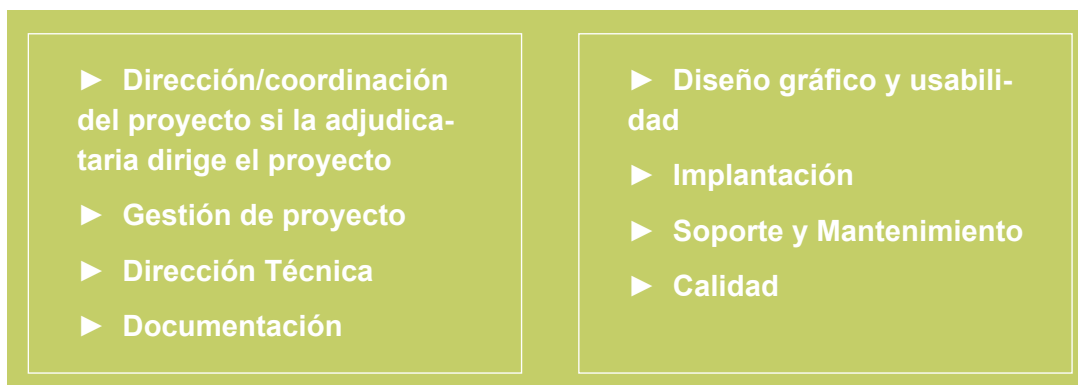 ► Dirección/coordinación
del proyecto si la adjudica-
taria dirige el proyecto
► Gestión de proyecto
► Dirección Técnica
► Documentación
► Diseño gráfico y usabili-
dad
► Implantación
► Soporte y Mantenimiento
► Calidad